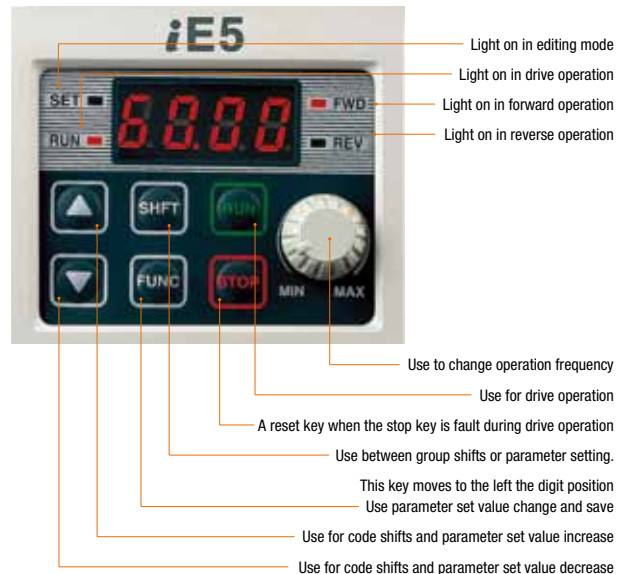 iE5
Light on in editing mode
Light on in drive operation
SET
60.00
FWD
Light on in forward operation
RUN
REV
Light on in reverse operation
SHFT
RUN
FUNC
STOP
MIN
MAX
Use to change operation frequency
Use for drive operation
A reset key when the stop key is fault during drive operation
Use between group shifts or parameter setting.
This key moves to the left the digit position
Use parameter set value change and save
Use for code shifts and parameter set value increase
Use for code shifts and parameter set value decrease